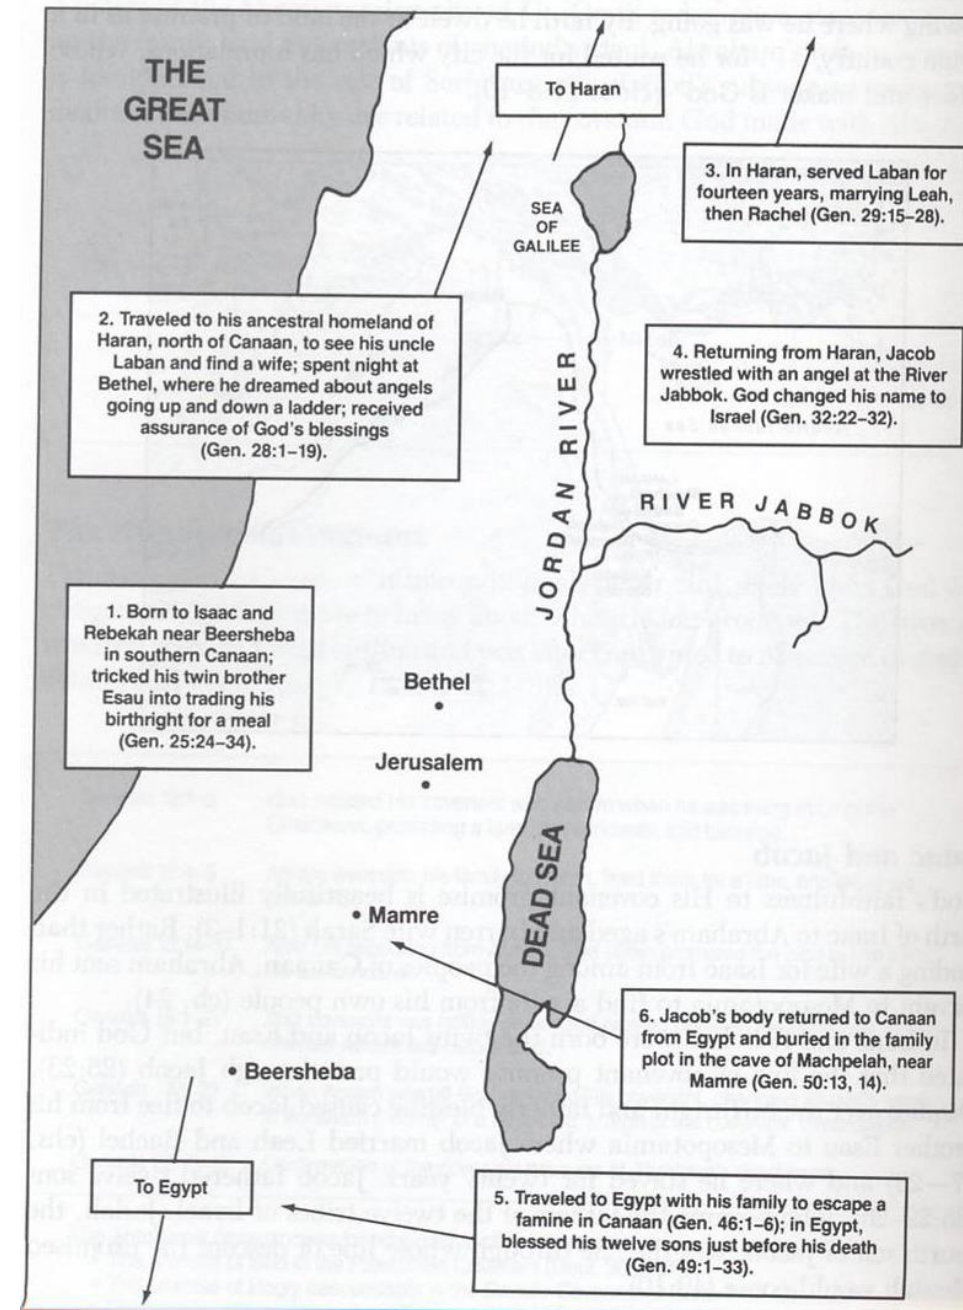 THE
GREAT
SEA
To Haran
3. In Haran, served Laban for
fourteen years, marrying Leah,
then Rachel (Gen. 29:15–28).
SEA
OF
GALILEE
2. Traveled to his ancestral homeland of
Haran, north of Canaan, to see his uncle
Laban and find a wife; spent night at
Bethel, where he dreamed about angels
going up and down a ladder; received
assurance of God's blessings
(Gen. 28:1–19).
4. Returning from Haran, Jacob
wrestled with an angel at the River
Jabbok. God changed his name to
Israel (Gen. 32:22–32).
JORDAN RIVER
RIVER JABBOK
1. Born to Isaac and
Rebekah near Beersheba
in southern Canaan;
tricked his twin brother
Esau into trading his
birthright for a meal
(Gen. 25:24–34).
Bethel
Jerusalem
DEAD SEA
Mamre
6. Jacob's body returned to Canaan
from Egypt and buried in the family
plot in the cave of Machpelah, near
Mamre (Gen. 50:13, 14).
Beersheba
To Egypt
5. Traveled to Egypt with his family to escape a
famine in Canaan (Gen. 46:1–6); in Egypt,
blessed his twelve sons just before his death
(Gen. 49:1–33).